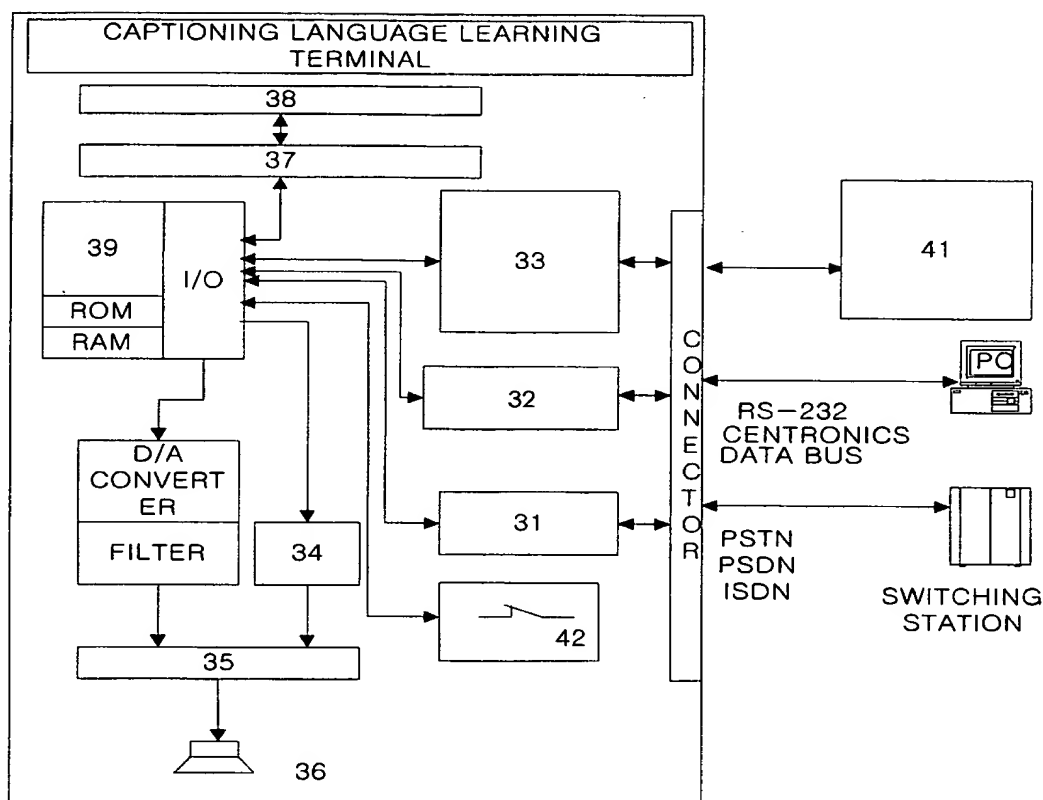 CAPTIONING LANGUAGE LEARNING
TERMINAL
38
37
39
I/O
ROM
RAM
33
41
CONNECTOR
PC
32
RS-232
CENTRONICS
DATA BUS
D/A
CONVERT
ER
FILTER
34
31
PSTN
PSDN
ISDN
SWITCHING
STATION
42
35
36